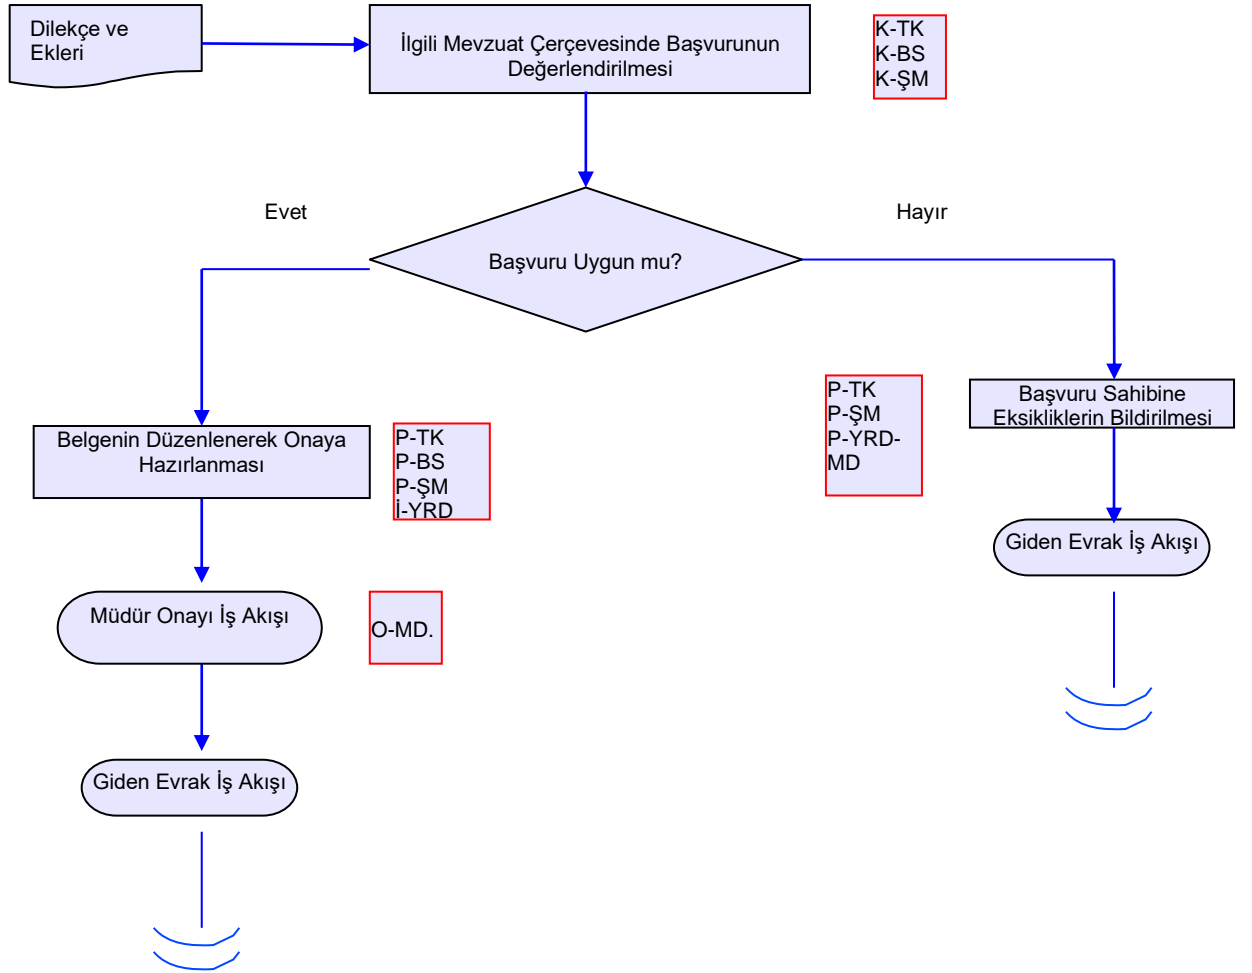 Dilekçe ve
Ekleri
İlgili Mevzuat Çerçevesinde Başvurunun
Değerlendirilmesi
K-TK
K-BS
K-ŞM
Evet
Hayır
Başvuru Uygun mu?
Belgenin Düzenlenerek Onaya
Hazırlanması
P-TK
P-BS
P-ŞM
İ-YRD
P-TK
P-ŞM
P-YRD-
MD
Başvuru Sahibine
Eksikliklerin Bildirilmesi
Giden Evrak İş Akışı
Müdür Onayı İş Akışı
O-MD.
Giden Evrak İş Akışı